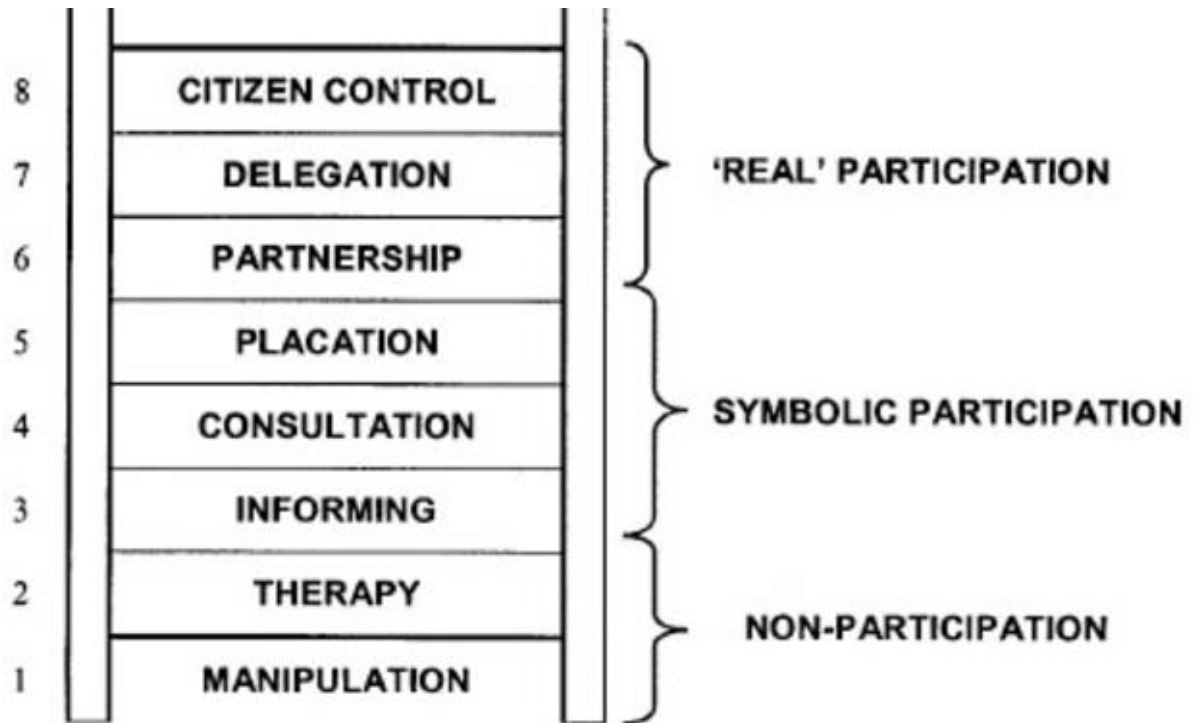 8 CITIZEN CONTROL
7 DELEGATION
'REAL' PARTICIPATION
6 PARTNERSHIP
5 PLACATION
4 CONSULTATION
SYMBOLIC PARTICIPATION
3 INFORMING
2 THERAPY
NON-PARTICIPATION
1 MANIPULATION